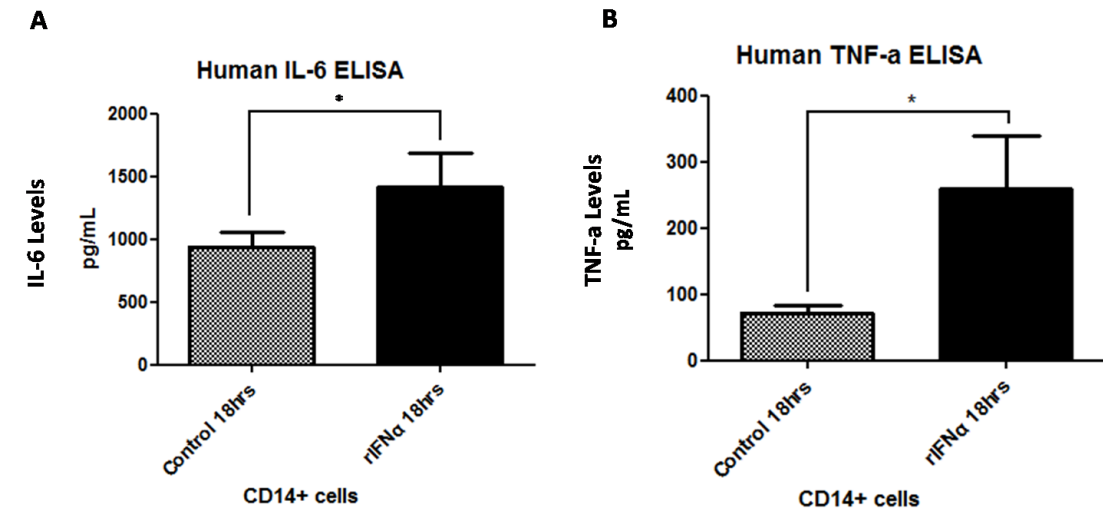 A
Human IL-6 ELISA
*
2000
1500
1000
500
0
IL-6 Levels
pg/mL
Control 18hrs
rIFNα 18hrs
CD14+ cells
B
Human TNF-a ELISA
*
400
300
200
100
0
TNF-a Levels
pg/mL
Control 18hrs
rIFNα 18hrs
CD14+ cells